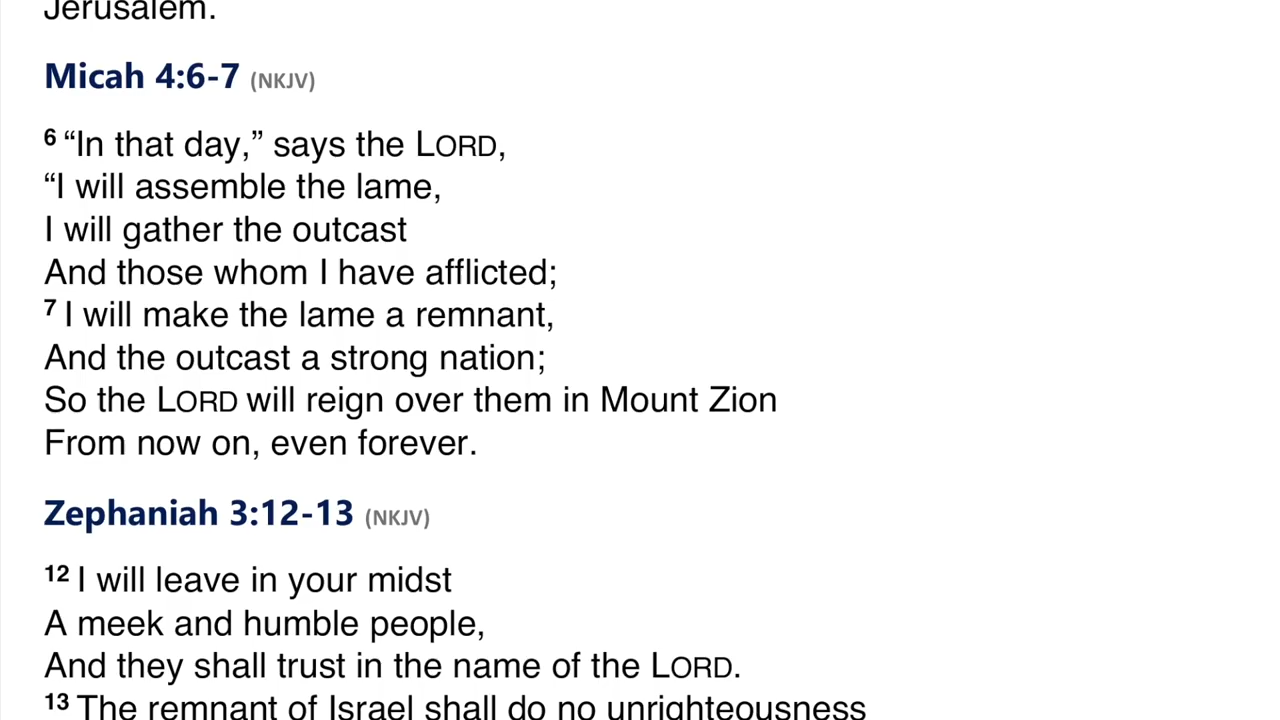 Jerusalem.
Micah 4:6-7 (NKJV)
6 “In that day,” says the LORD,
“I will assemble the lame,
I will gather the outcast
And those whom I have afflicted;
7 I will make the lame a remnant,
And the outcast a strong nation;
So the LORD will reign over them in Mount Zion
From now on, even forever.
Zephaniah 3:12-13 (NKJV)
12 I will leave in your midst
A meek and humble people,
And they shall trust in the name of the LORD.
13 The remnant of Israel shall do no unrighteousness